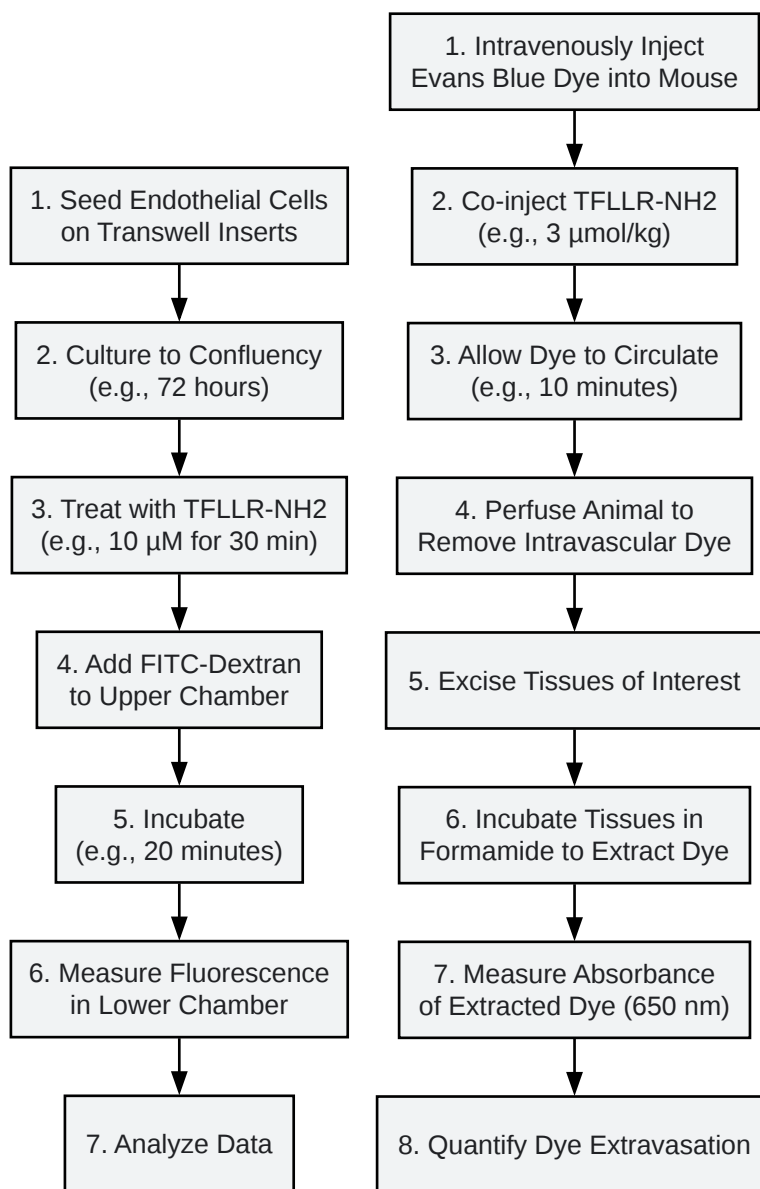 1. Seed Endothelial Cells
on Transwell Inserts
2. Culture to Confluency
(e.g., 72 hours)
3. Treat with TFLLR-NH2
(e.g., 10 µM for 30 min)
4. Add FITC-Dextran
to Upper Chamber
5. Incubate
(e.g., 20 minutes)
6. Measure Fluorescence
in Lower Chamber
7. Analyze Data
1. Intravenously Inject
Evans Blue Dye into Mouse
2. Co-inject TFLLR-NH2
(e.g., 3 µmol/kg)
3. Allow Dye to Circulate
(e.g., 10 minutes)
4. Perfuse Animal to
Remove Intravascular Dye
5. Excise Tissues of Interest
6. Incubate Tissues in
Formamide to Extract Dye
7. Measure Absorbance
of Extracted Dye (650 nm)
8. Quantify Dye Extravasation